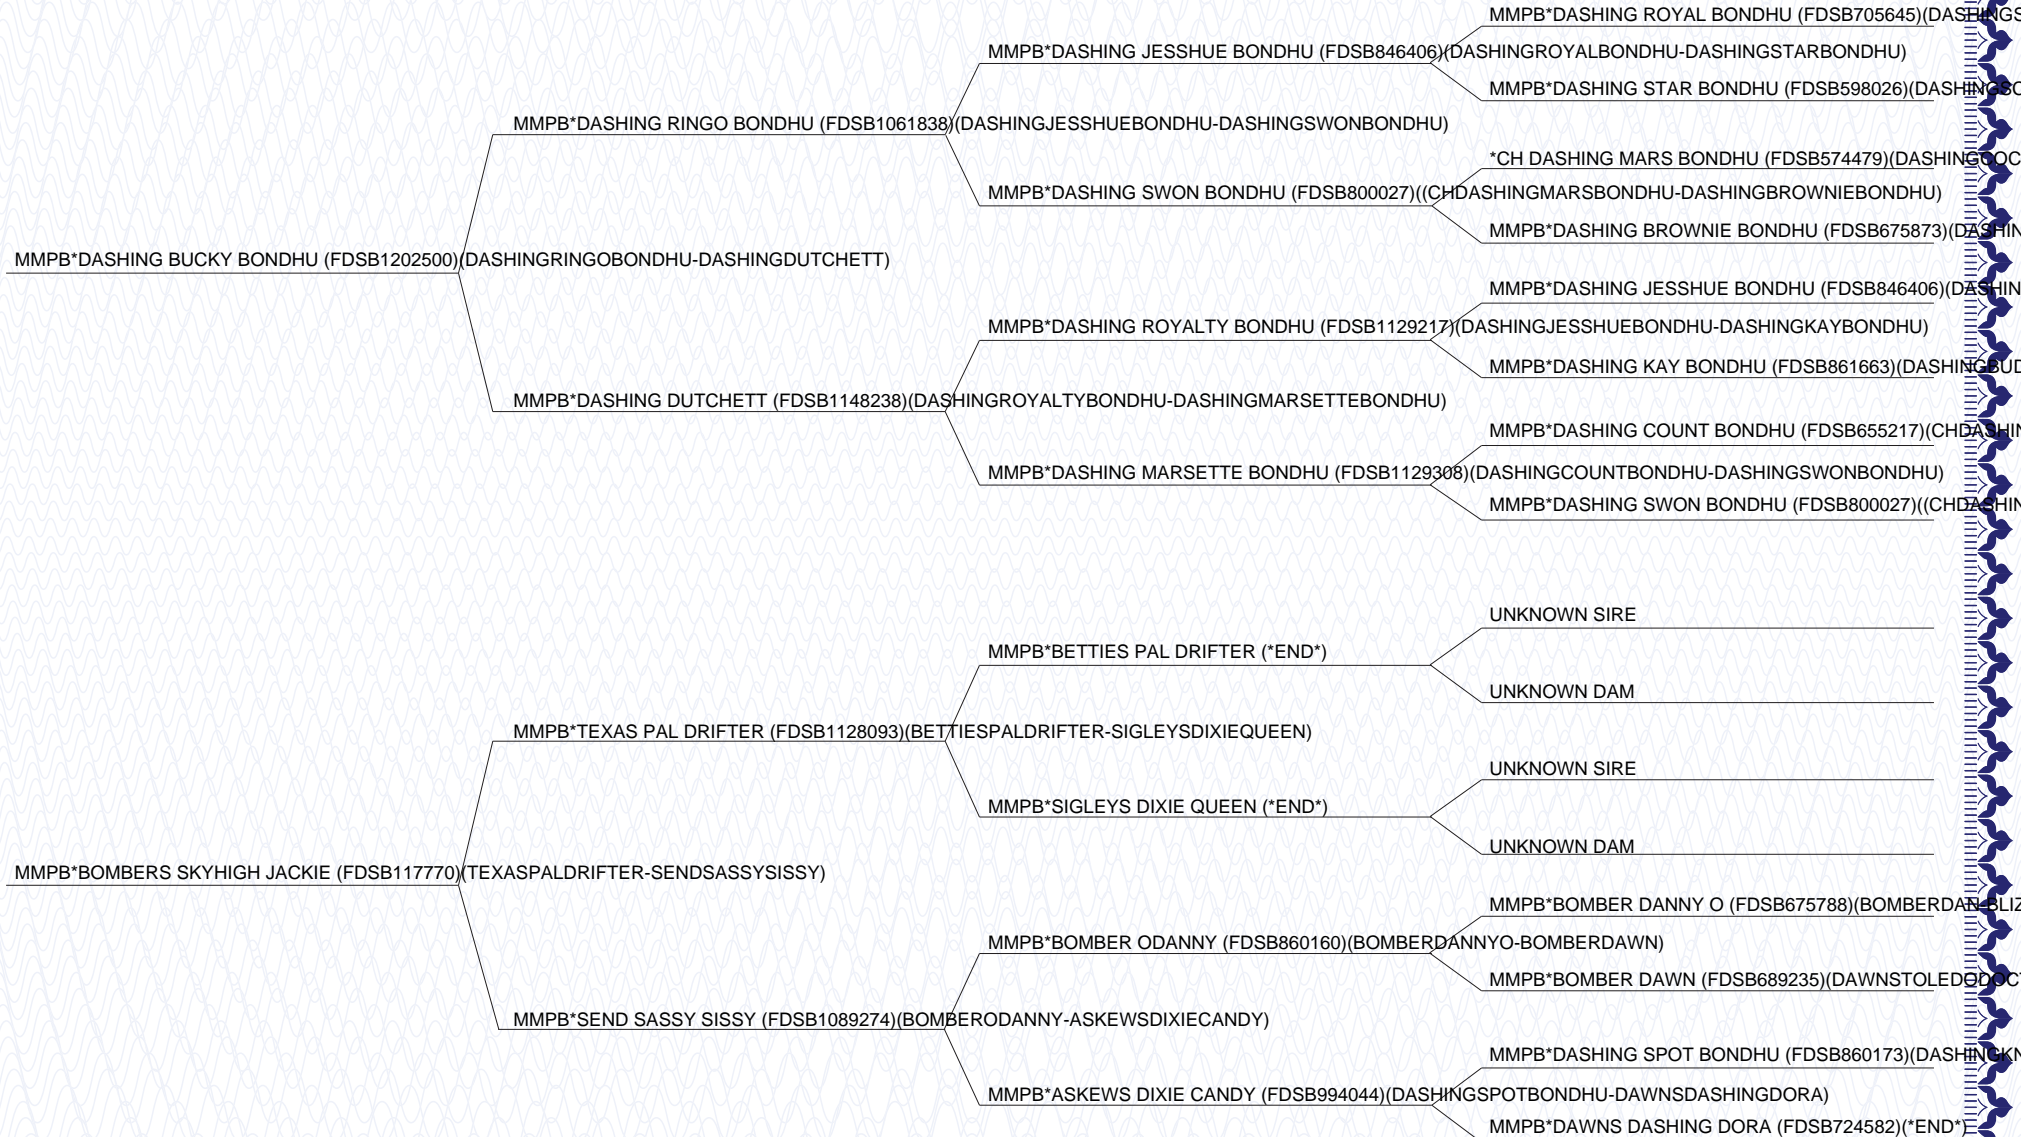 MMPB*DASHING ROYAL BONDHU (FDSB705645)(DASHINGS
MMPB*DASHING JESSHUE BONDHU (FDSB846406)(DASHINGROYALBONDHU-DASHINGSTARBONDHU)
MMPB*DASHING STAR BONDHU (FDSB598026)(DASHINGSC
MMPB*DASHING RINGO BONDHU (FDSB1061838)(DASHINGJESSHUEBONDHU-DASHINGSWONBONDHU)
*CH DASHING MARS BONDHU (FDSB574479)(DASHINGCOC
MMPB*DASHING SWON BONDHU (FDSB800027)((CHDASHINGMARSBONDHU-DASHINGBROWNIEBONDHU)
MMPB*DASHING BROWNIE BONDHU (FDSB675873)(DASHIN
MMPB*DASHING BUCKY BONDHU (FDSB1202500)(DASHINGRINGOBONDHU-DASHINGDUTCHETT)
MMPB*DASHING JESSHUE BONDHU (FDSB846406)(DASHIN
MMPB*DASHING ROYALTY BONDHU (FDSB1129217)(DASHINGJESSHUEBONDHU-DASHINGKAYBONDHU)
MMPB*DASHING KAY BONDHU (FDSB861663)(DASHINGBUD
MMPB*DASHING DUTCHETT (FDSB1148238)(DASHINGROYALTYBONDHU-DASHINGMARSETTEBONDHU)
MMPB*DASHING COUNT BONDHU (FDSB655217)(CHDASHIN
MMPB*DASHING MARSETTE BONDHU (FDSB1129308)(DASHINGCOUNTBONDHU-DASHINGSWONBONDHU)
MMPB*DASHING SWON BONDHU (FDSB800027)((CHDASHIN
UNKNOWN SIRE
MMPB*BETTIES PAL DRIFTER (*END*)
UNKNOWN DAM
MMPB*TEXAS PAL DRIFTER (FDSB1128093)(BETTIESPALDRIFTER-SIGLEYSDIXIEQUEEN)
UNKNOWN SIRE
MMPB*SIGLEYS DIXIE QUEEN (*END*)
UNKNOWN DAM
MMPB*BOMBERS SKYHIGH JACKIE (FDSB117770)(TEXASPALDRIFTER-SENDSASSYSISSY)
MMPB*BOMBER DANNY O (FDSB675788)(BOMBERDAN-BLIZ
MMPB*BOMBER ODANNY (FDSB860160)(BOMBERDANNYO-BOMBERDAWN)
MMPB*BOMBER DAWN (FDSB689235)(DAWNSTOLEDODOCT
MMPB*SEND SASSY SISSY (FDSB1089274)(BOMBERODANNY-ASKEWSDIXIECANDY)
MMPB*DASHING SPOT BONDHU (FDSB860173)(DASHINGKN
MMPB*ASKEWS DIXIE CANDY (FDSB994044)(DASHINGSPOTBONDHU-DAWNSDASHINGDORA)
MMPB*DAWNS DASHING DORA (FDSB724582)(*END*)